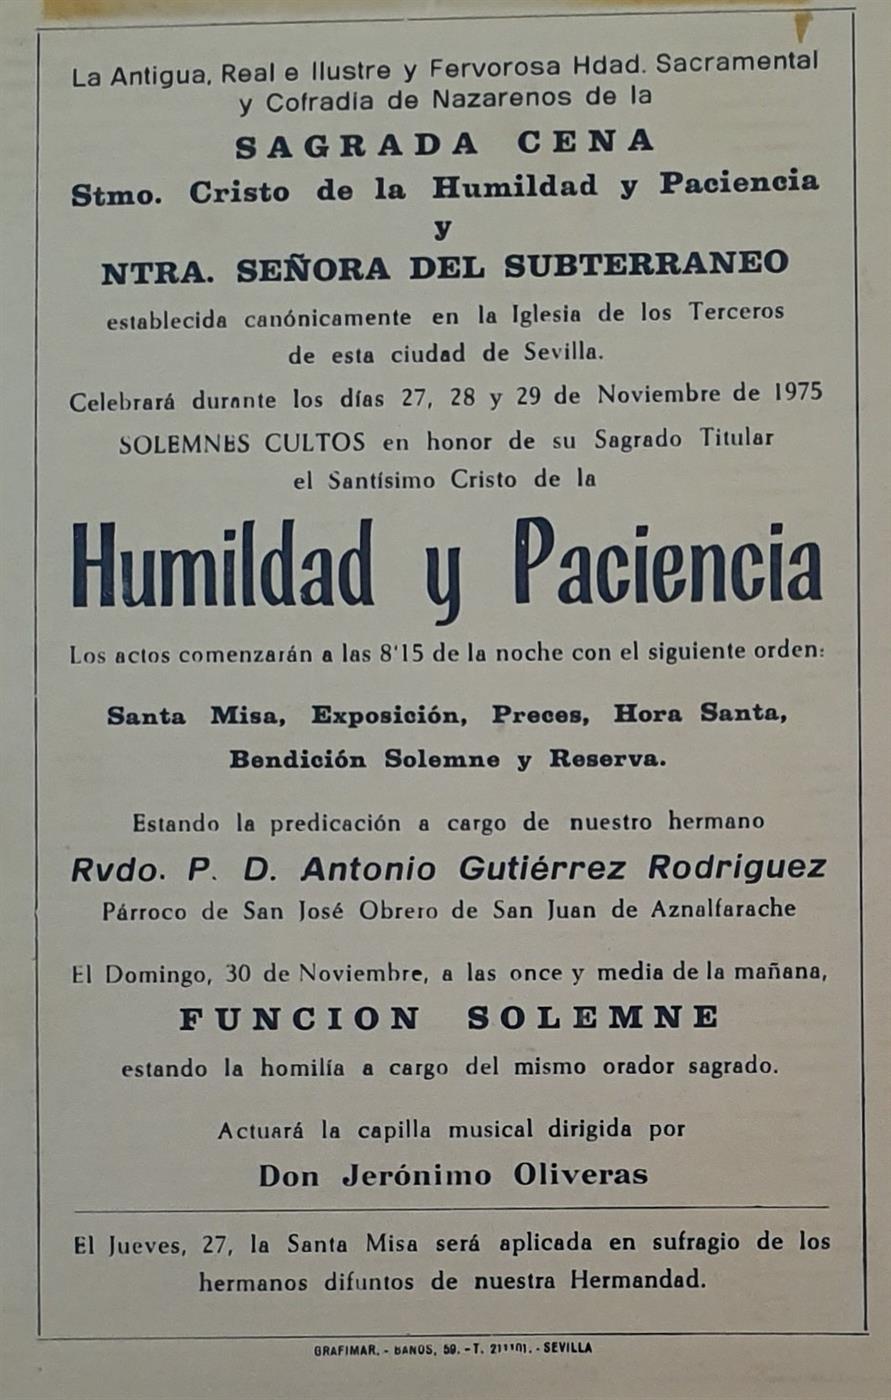 La Antigua, Real e Ilustre y Fervorosa Hdad. Sacramental
y Cofradia de Nazarenos de la
SAGRADA CENA
Stmo. Cristo de la Humildad y Paciencia
y
NTRA. SEÑORA DEL SUBTERRANEO
establecida canónicamente en la Iglesia de los Terceros
de esta ciudad de Sevilla.
Celebrará durante los días 27, 28 y 29 de Noviembre de 1975
SOLEMNES CULTOS en honor de su Sagrado Titular
el Santísimo Cristo de la
Humildad y Paciencia
Los actos comenzarán a las 8'15 de la noche con el siguiente orden:
Santa Misa, Exposición, Preces, Hora Santa,
Bendición Solemne y Reserva.
Estando la predicación a cargo de nuestro hermano
Rvdo. P. D. Antonio Gutiérrez Rodriguez
Párroco de San José Obrero de San Juan de Aznalfarache
El Domingo, 30 de Noviembre, a las once y media de la mañana,
FUNCION SOLEMNE
estando la homilía a cargo del mismo orador sagrado.
Actuará la capilla musical dirigida por
Don Jerónimo Oliveras
El Jueves, 27, la Santa Misa será aplicada en sufragio de los
hermanos difuntos de nuestra Hermandad.
GRAFIMAR. - BANOS, 59. - T. - SEVILLA